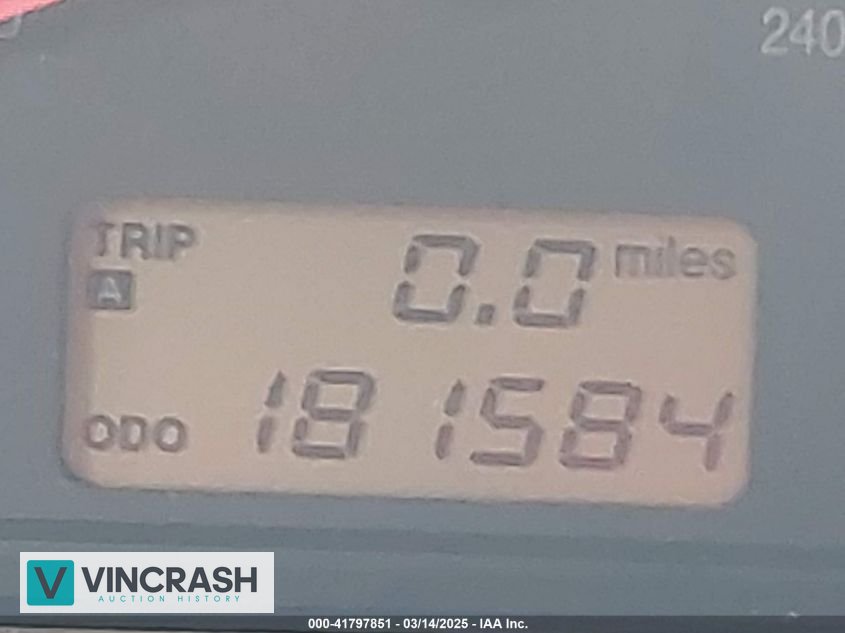 240
TRIP
A
0.0 miles
ODO 181584
VINCRASH
AUCTION HISTORY
000-41797851 - 03/14/2025 - IAA Inc.